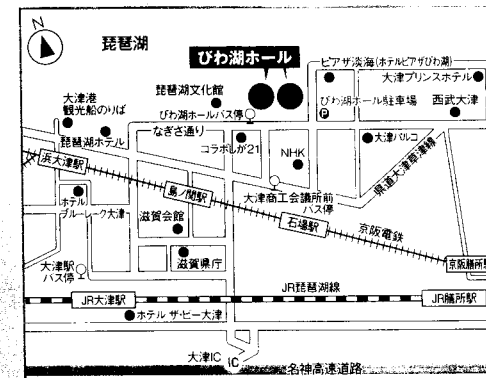 N
琵琶湖
びわ湖ホール
ピアザ淡海(ホテルピアザびわ湖)
大津プリンスホテル
琵琶湖文化館
大津港
観光船のりば
びわ湖ホールバス停
びわ湖ホール駐車場
P
西武大津
琵琶湖ホテル
なぎさ通り
コラボしが21
大津パルコ
浜大津駅
NHK
県道大津草津線
島ノ関駅
大津商工会議所前
バス停
ホテル
ブルーレーク大津
滋賀会館
石場駅
京阪電鉄
滋賀県庁
大津駅
バス停
京阪膳所駅
JR琵琶湖線
JR大津駅
JR膳所駅
ホテル ザ・ビー大津
大津IC
IC
名神高速道路